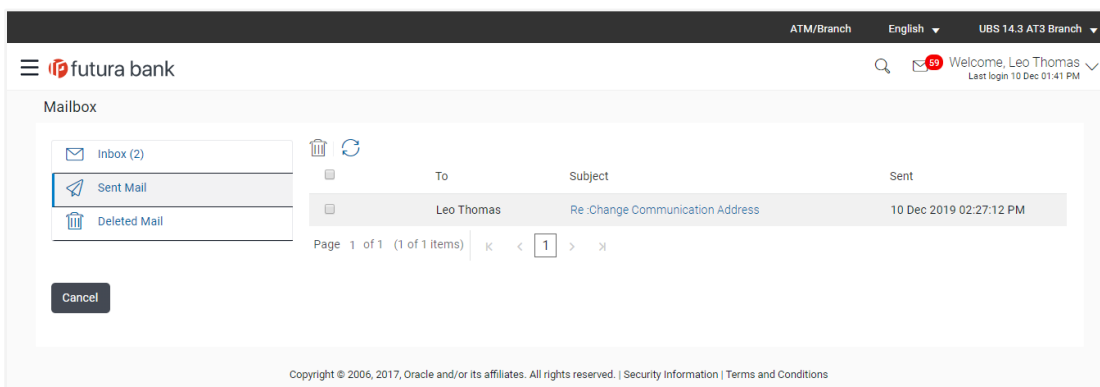 ATM/Branch English UBS 14.3 AT3 Branch
futura bank 59 Welcome, Leo Thomas
Last login 10 Dec 01:41 PM
Mailbox
Inbox (2)
Sent Mail
Deleted Mail
To Subject Sent
Leo Thomas Re :Change Communication Address 10 Dec 2019 02:27:12 PM
Page 1 of 1 (1 of 1 items) 1
Cancel
Copyright © 2006, 2017, Oracle and/or its affiliates. All rights reserved. | Security Information | Terms and Conditions